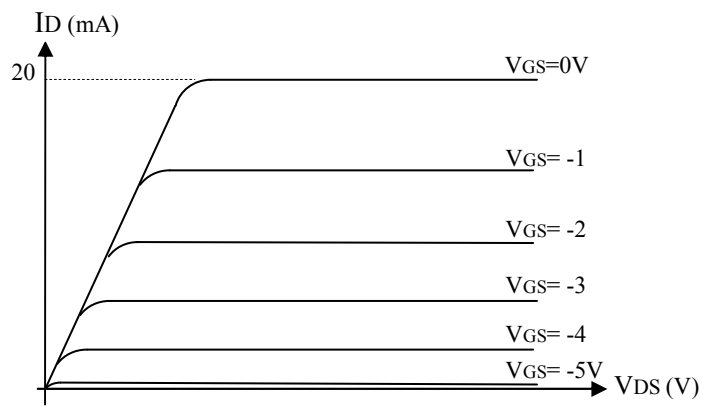 ID (mA)
20
VGS=0V
VGS= -1
VGS= -2
VGS= -3
VGS= -4
VGS= -5V
VDS (V)